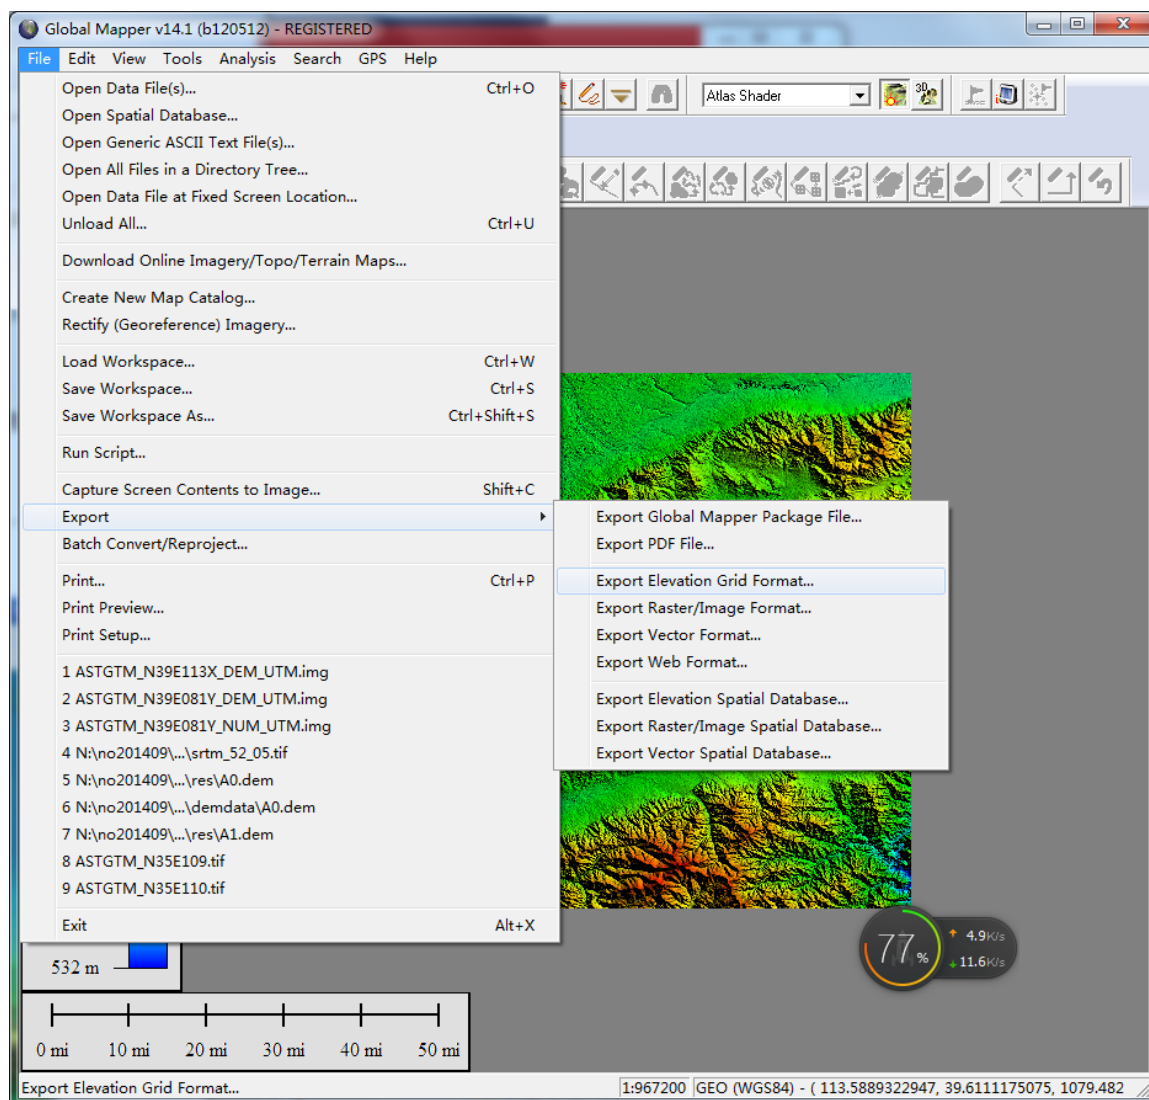 Global Mapper v14.1 (b120512) - REGISTERED
File Edit View Tools Analysis Search GPS Help
Atlas Shader
3D
Open Data File(s)... Ctrl+O
Open Spatial Database...
Open Generic ASCII Text File(s)...
Open All Files in a Directory Tree...
Open Data File at Fixed Screen Location...
Unload All... Ctrl+U
Download Online Imagery/Topo/Terrain Maps...
Create New Map Catalog...
Rectify (Georeference) Imagery...
Load Workspace... Ctrl+W
Save Workspace... Ctrl+S
Save Workspace As... Ctrl+Shift+S
Run Script...
Capture Screen Contents to Image... Shift+C
Export
Batch Convert/Reproject...
Print... Ctrl+P
Print Preview...
Print Setup...
1 ASTGTM_N39E113X_DEM_UTM.img
2 ASTGTM_N39E081Y_DEM_UTM.img
3 ASTGTM_N39E081Y_NUM_UTM.img
4 N:\no201409\...\srtm_52_05.tif
5 N:\no201409\...\res\A0.dem
6 N:\no201409\...\demdata\A0.dem
7 N:\no201409\...\res\A1.dem
8 ASTGTM_N35E109.tif
9 ASTGTM_N35E110.tif
Exit Alt+X
Export Global Mapper Package File...
Export PDF File...
Export Elevation Grid Format...
Export Raster/Image Format...
Export Vector Format...
Export Web Format...
Export Elevation Spatial Database...
Export Raster/Image Spatial Database...
Export Vector Spatial Database...
77%
4.9K/s
11.6K/s
532 m
0 mi 10 mi 20 mi 30 mi 40 mi 50 mi
Export Elevation Grid Format...
1:967200 GEO (WGS84) - ( 113.5889322947, 39.6111175075, 1079.482